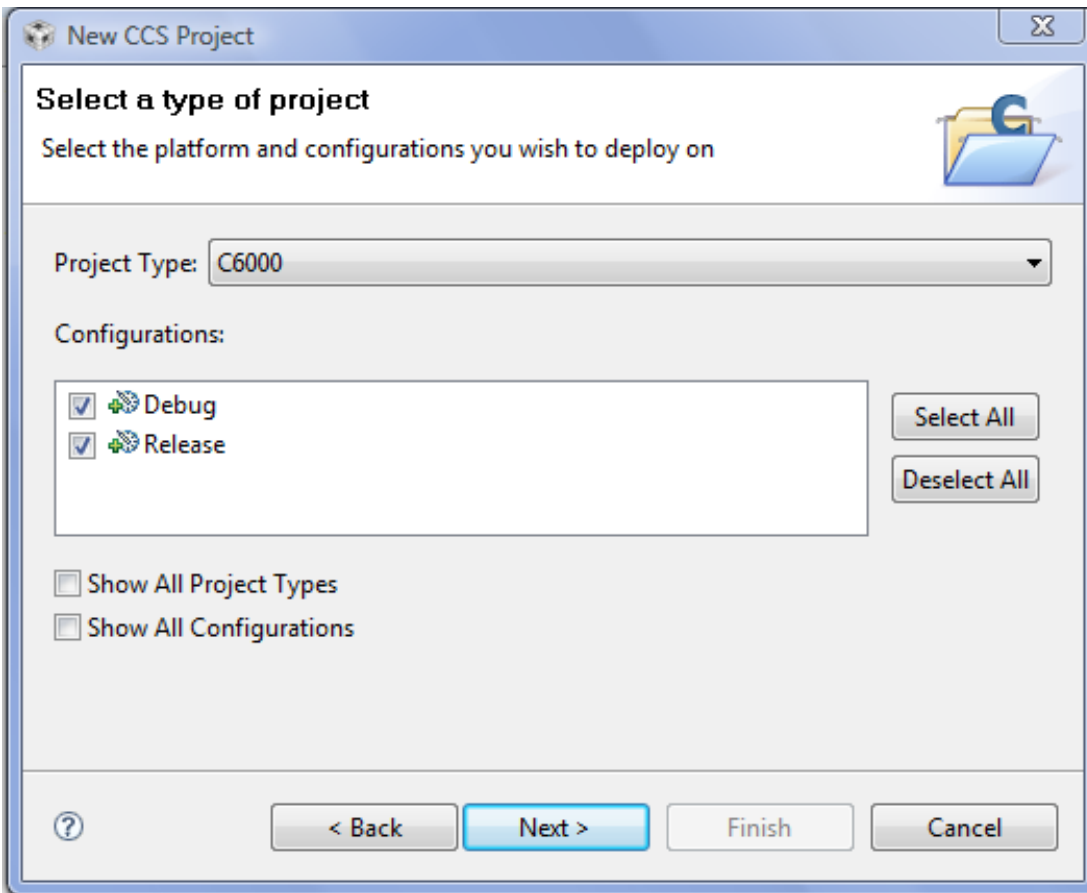 New CCS Project
Select a type of project
Select the platform and configurations you wish to deploy on
Project Type: C6000
Configurations:
Debug
Release
Select All
Deselect All
Show All Project Types
Show All Configurations
? < Back Next > Finish Cancel